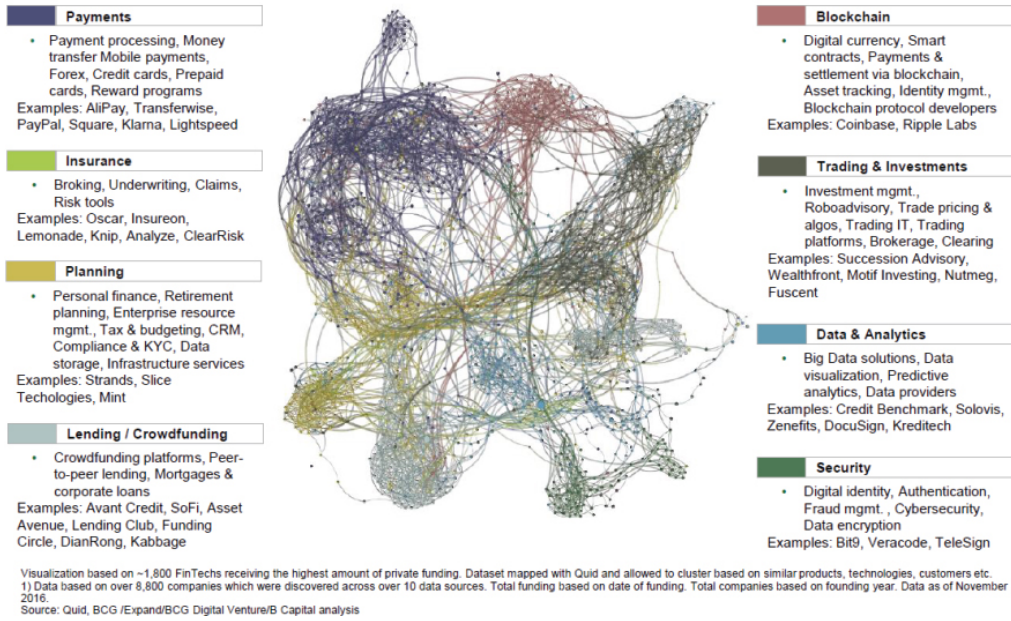 Payments
• Payment processing, Money
transfer Mobile payments,
Forex, Credit cards, Prepaid
cards, Reward programs
Examples: AliPay, Transferwise,
PayPal, Square, Klarna, Lightspeed
Insurance
• Broking, Underwriting, Claims,
Risk tools
Examples: Oscar, Insureon,
Lemonade, Knip, Analyze, ClearRisk
Planning
• Personal finance, Retirement
planning, Enterprise resource
mgmt., Tax & budgeting, CRM,
Compliance & KYC, Data
storage, Infrastructure services
Examples: Strands, Slice
Techologies, Mint
Lending / Crowdfunding
• Crowdfunding platforms, Peer-
to-peer lending, Mortgages &
corporate loans
Examples: Avant Credit, SoFi, Asset
Avenue, Lending Club, Funding
Circle, DianRong, Kabbage
Blockchain
• Digital currency, Smart
contracts, Payments &
settlement via blockchain,
Asset tracking, Identity mgmt.,
Blockchain protocol developers
Examples: Coinbase, Ripple Labs
Trading & Investments
• Investment mgmt.,
Roboadvisory, Trade pricing &
algos, Trading IT, Trading
platforms, Brokerage, Clearing
Examples: Succession Advisory,
Wealthfront, Motif Investing, Nutmeg,
Fuscent
Data & Analytics
• Big Data solutions, Data
visualization, Predictive
analytics, Data providers
Examples: Credit Benchmark, Solovis,
Zenefits, DocuSign, Kreditech
Security
• Digital identity, Authentication,
Fraud mgmt. , Cybersecurity,
Data encryption
Examples: Bit9, Veracode, TeleSign
Visualization based on ~1,800 FinTechs receiving the highest amount of private funding. Dataset mapped with Quid and allowed to cluster based on similar products, technologies, customers etc.
1) Data based on over 8,800 companies which were discovered across over 10 data sources. Total funding based on date of funding. Total companies based on founding year. Data as of November
2016.
Source: Quid, BCG /Expand/BCG Digital Venture/B Capital analysis